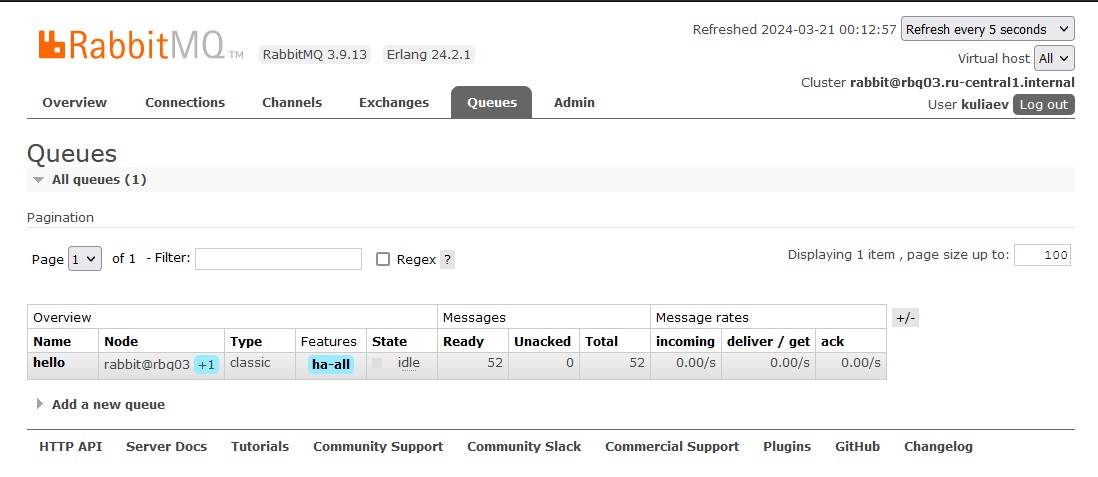 Refreshed 2024-03-21 00:12:57 Refresh every 5 seconds
RabbitMQ TM RabbitMQ 3.9.13 Erlang 24.2.1
Virtual host All
Cluster rabbit@rbq03.ru-central1.internal
User kuliaev Log out
Overview Connections Channels Exchanges Queues Admin
Queues
All queues (1)
Pagination
Page 1 of 1 - Filter: Regex ? Displaying 1 item , page size up to: 100
Overview Messages Message rates +/-
Name Node Type Features State Ready Unacked Total incoming deliver / get ack
hello rabbit@rbq03 +1 classic ha-all idle 52 0 52 0.00/s 0.00/s 0.00/s
Add a new queue
HTTP API Server Docs Tutorials Community Support Community Slack Commercial Support Plugins GitHub Changelog